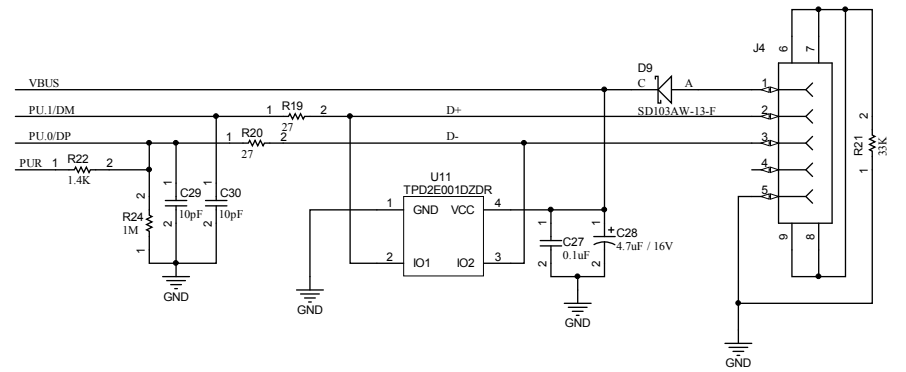 J4
6
7
D9
C
A
SD103AW-13-F
VBUS
1
PU.1/DM
1
R19
2
27
D+
2
PU.0/DP
1
R20
2
27
D-
3
PUR
1
R22
2
1.4K
4
5
2
R21
33K
1
9
8
2
R24
1M
1
1
C29
10pF
2
1
C30
10pF
2
GND
U11
TPD2E001DZDR
1
GND
VCC
4
2
IO1
IO2
3
GND
1
C27
0.1uF
2
1
+
C28
4.7uF / 16V
2
GND
GND